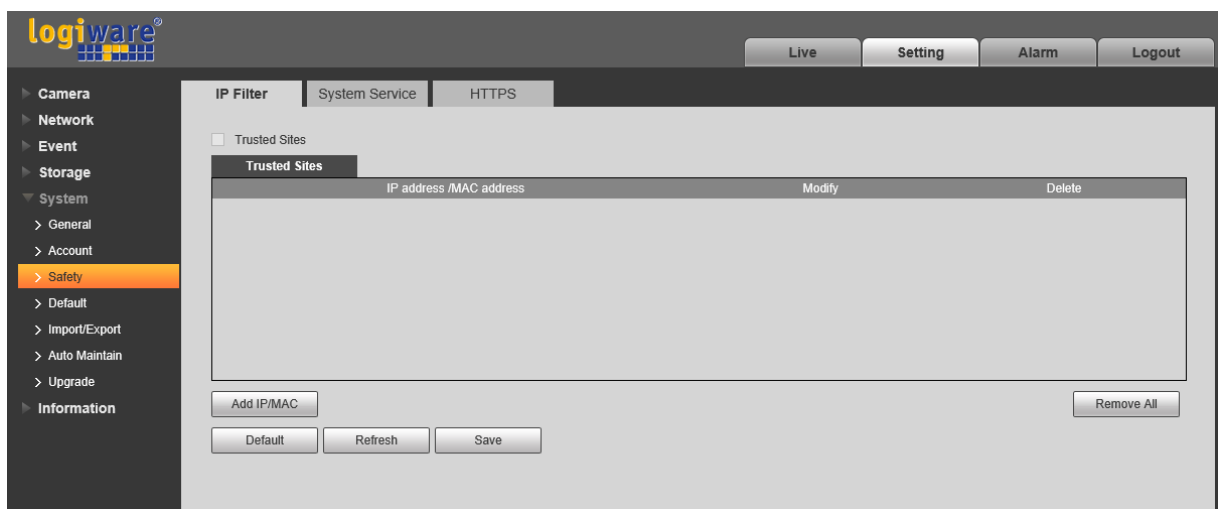 logiware®
Live Setting Alarm Logout
Camera
Network
Event
Storage
System
> General
> Account
> Safety
> Default
> Import/Export
> Auto Maintain
> Upgrade
Information
IP Filter System Service HTTPS
Trusted Sites
Trusted Sites
IP address /MAC address Modify Delete
Add IP/MAC Remove All
Default Refresh Save